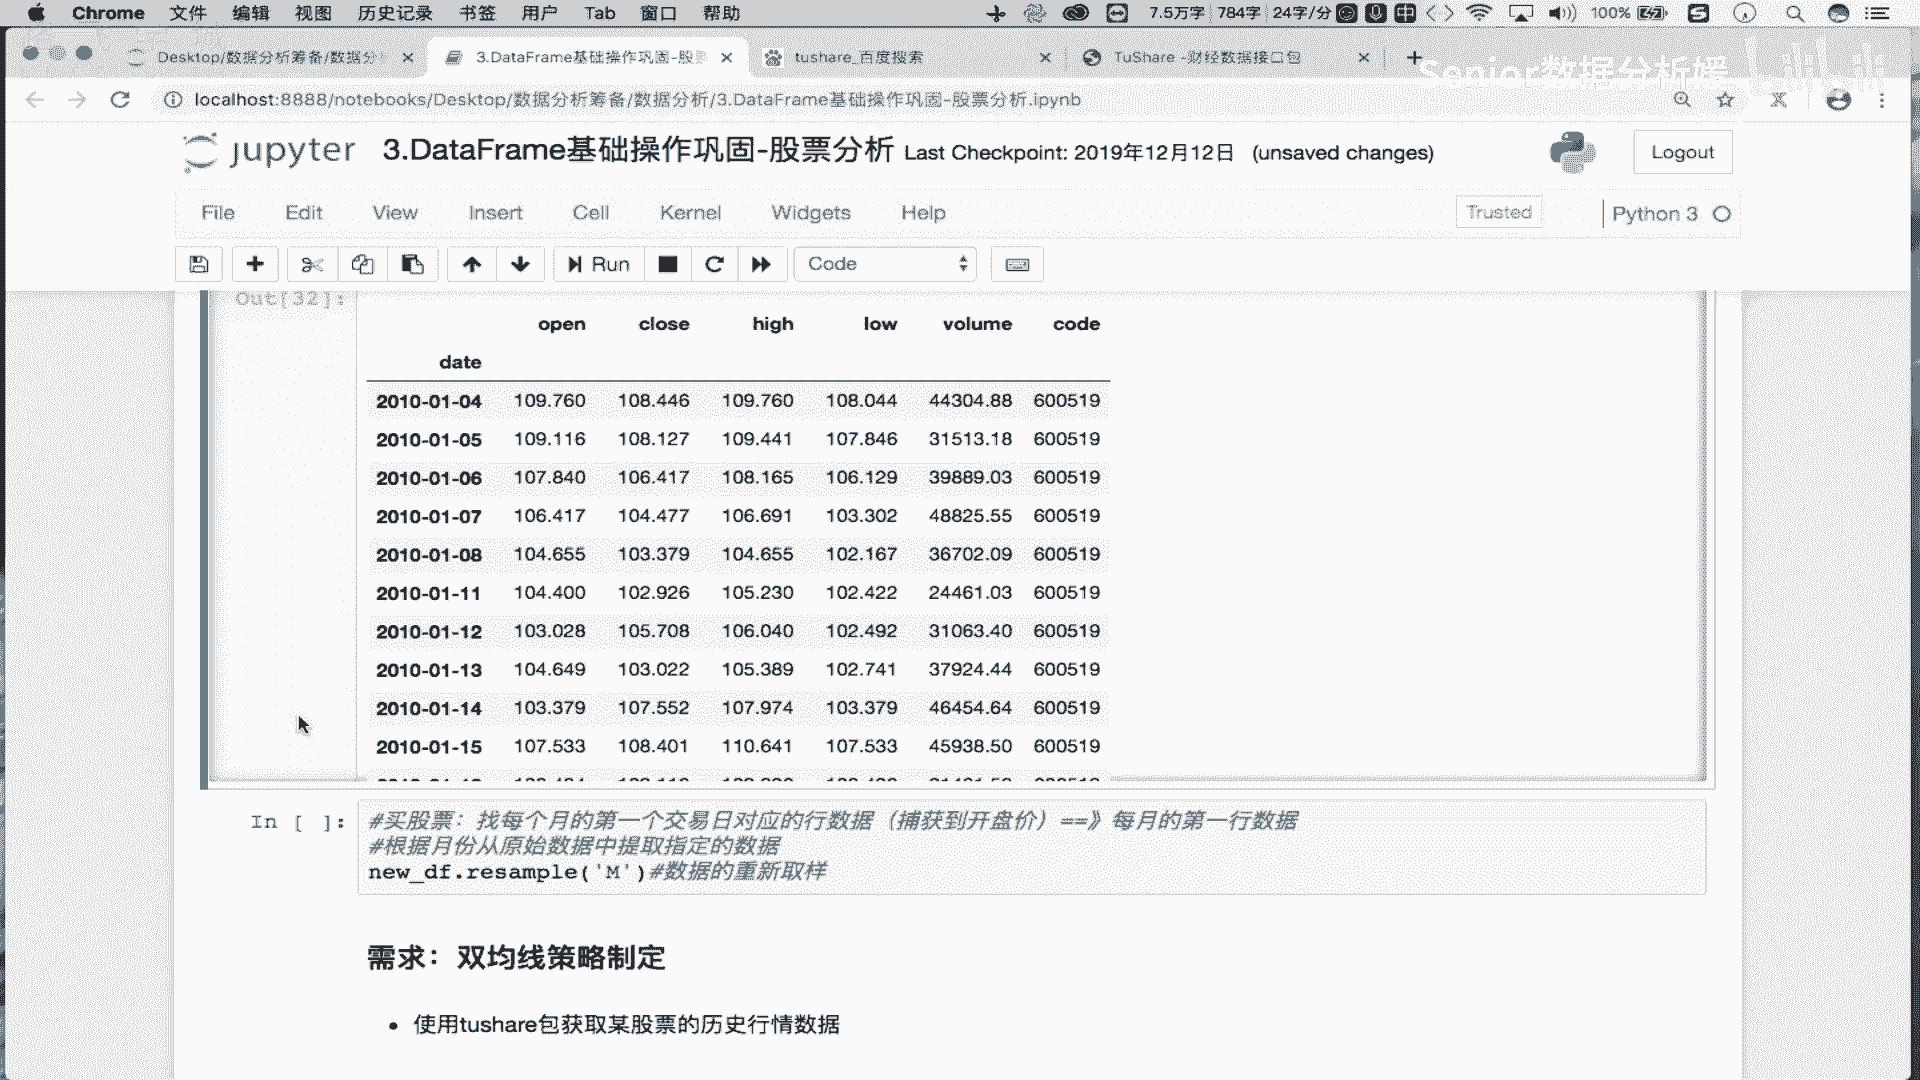 Chrome 文件 编辑 视图 历史记录 书签 用户 Tab 窗口 帮助 7.5万字 784字 24字/分 中 100%
Desktop/数据分析筹备/数据分 3.DataFrame基础操作巩固-股票 tushare_百度搜索 TuShare -财经数据接口包
Senior数据分析媛 bilibili
localhost:8888/notebooks/Desktop/数据分析筹备/数据分析/3.DataFrame基础操作巩固-股票分析.ipynb
jupyter 3.DataFrame基础操作巩固-股票分析 Last Checkpoint: 2019年12月12日 (unsaved changes) Logout
File Edit View Insert Cell Kernel Widgets Help Trusted Python 3
Run Code
Out[32]:
open close high low volume code
date
2010-01-04 109.760 108.446 109.760 108.044 44304.88 600519
2010-01-05 109.116 108.127 109.441 107.846 31513.18 600519
2010-01-06 107.840 106.417 108.165 106.129 39889.03 600519
2010-01-07 106.417 104.477 106.691 103.302 48825.55 600519
2010-01-08 104.655 103.379 104.655 102.167 36702.09 600519
2010-01-11 104.400 102.926 105.230 102.422 24461.03 600519
2010-01-12 103.028 105.708 106.040 102.492 31063.40 600519
2010-01-13 104.649 103.022 105.389 102.741 37924.44 600519
2010-01-14 103.379 107.552 107.974 103.379 46454.64 600519
2010-01-15 107.533 108.401 110.641 107.533 45938.50 600519
In [ ]: #买股票：找每个月的第一个交易日对应的行数据（捕获到开盘价）==》每月的第一行数据
#根据月份从原始数据中提取指定的数据
new_df.resample('M')#数据的重新取样
需求：双均线策略制定
• 使用tushare包获取某股票的历史行情数据